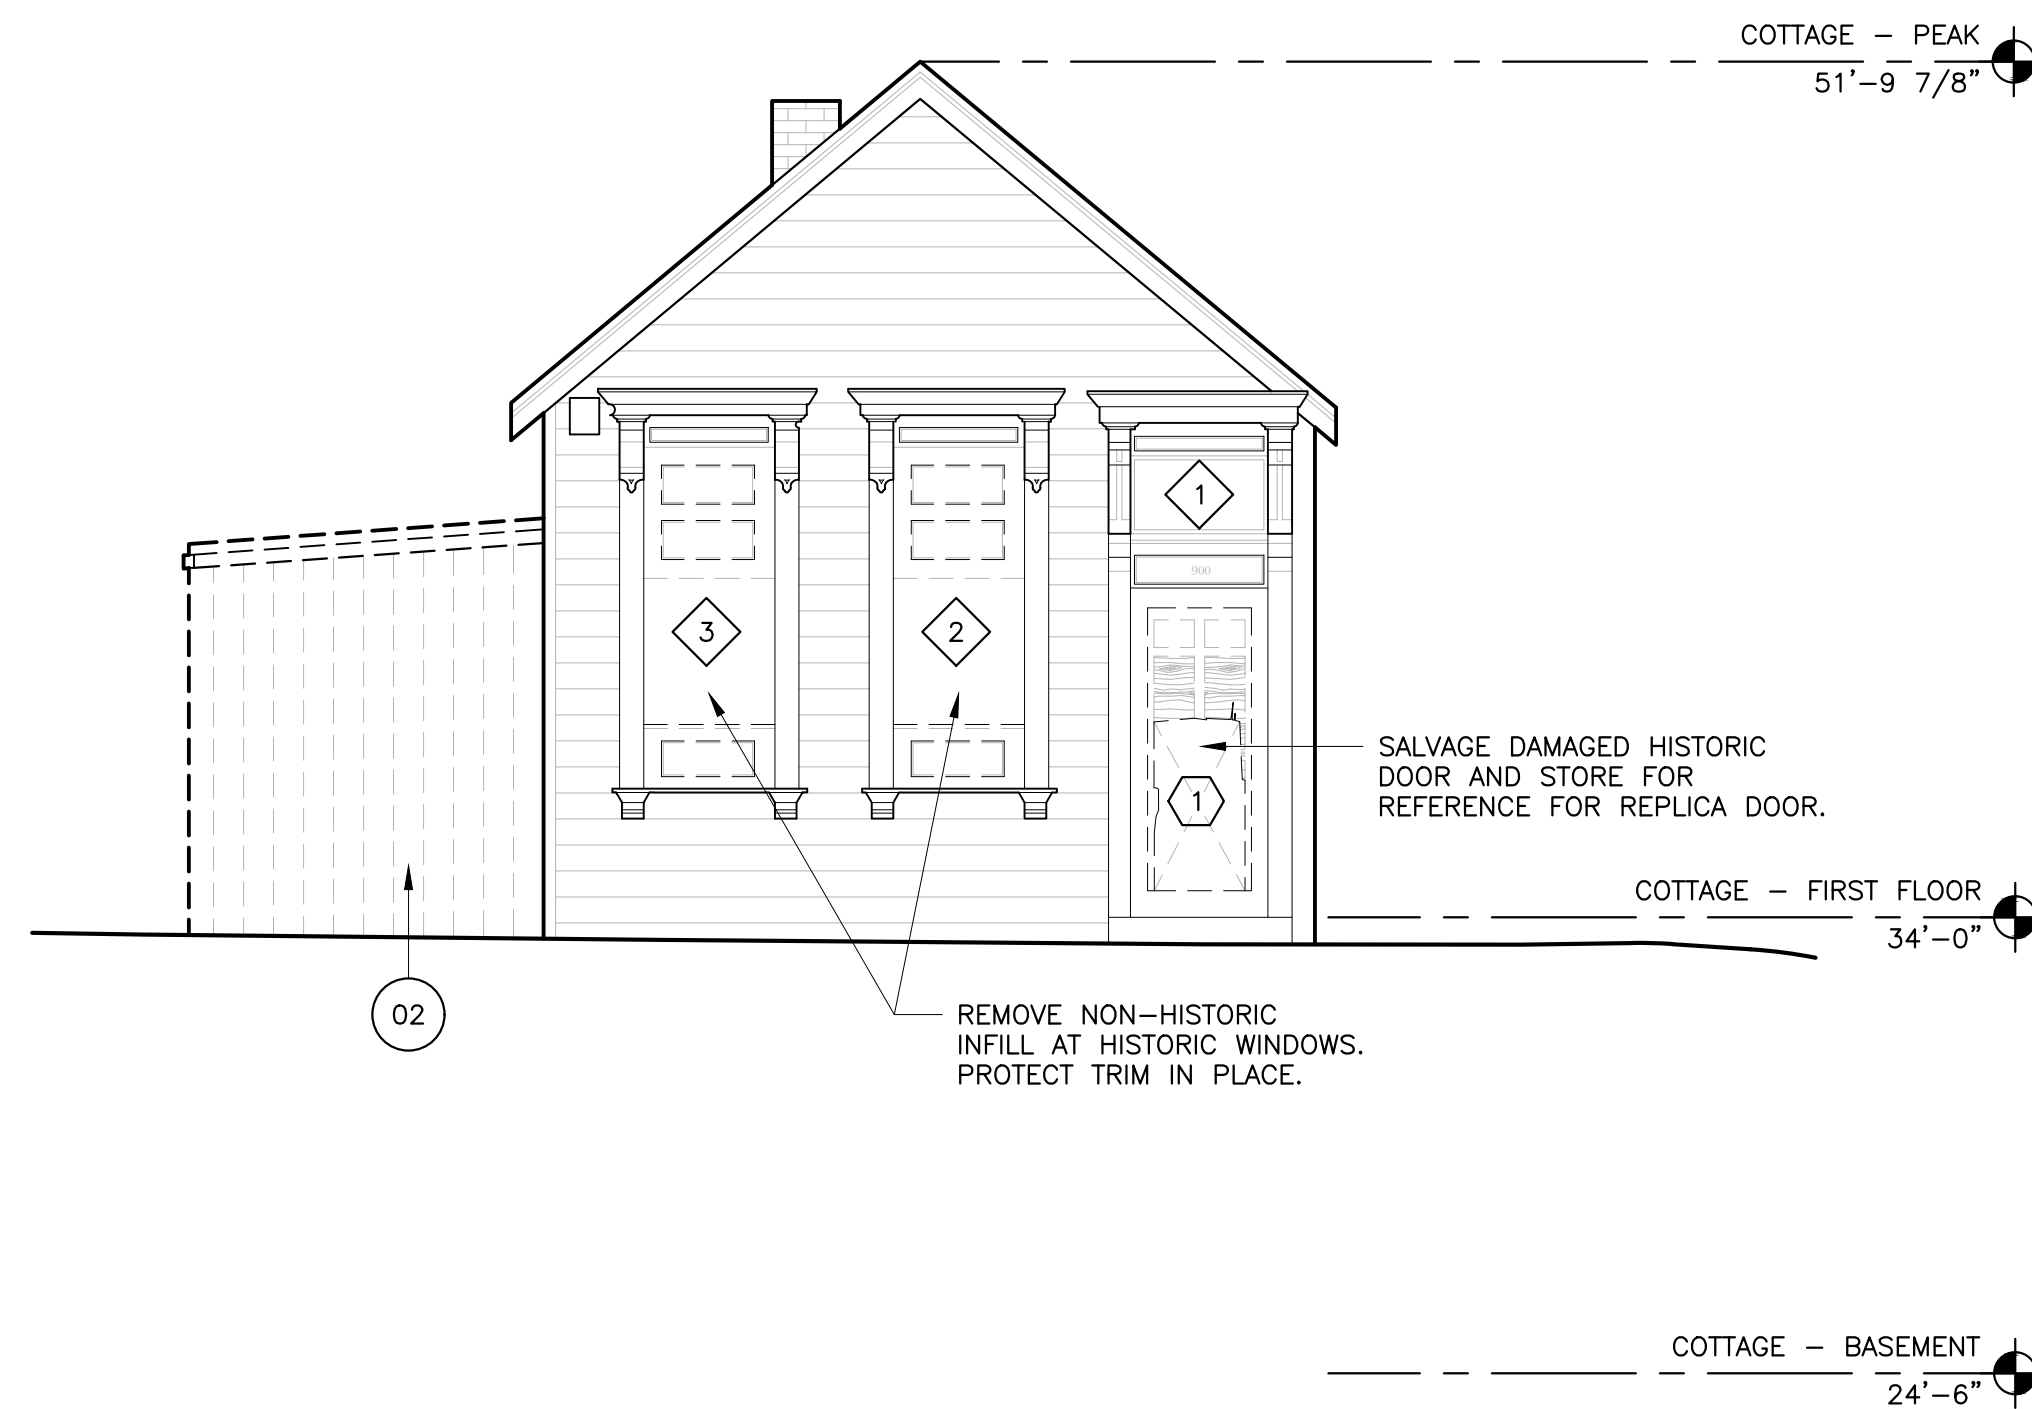 COTTAGE - PEAK
51'-9 7/8"
1
900
3
2
SALVAGE DAMAGED HISTORIC
DOOR AND STORE FOR
REFERENCE FOR REPLICA DOOR.
1
COTTAGE - FIRST FLOOR
34'-0"
02
REMOVE NON-HISTORIC
INFILL AT HISTORIC WINDOWS.
PROTECT TRIM IN PLACE.
COTTAGE - BASEMENT
24'-6"